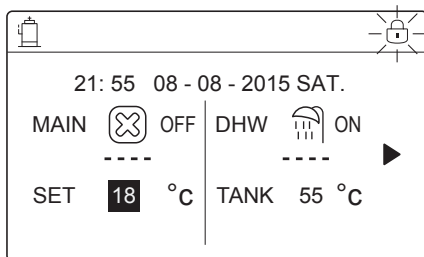 21: 55 08 - 08 - 2015 SAT.
MAIN OFF DHW ON
---- ----
SET 18 °C TANK 55 °C